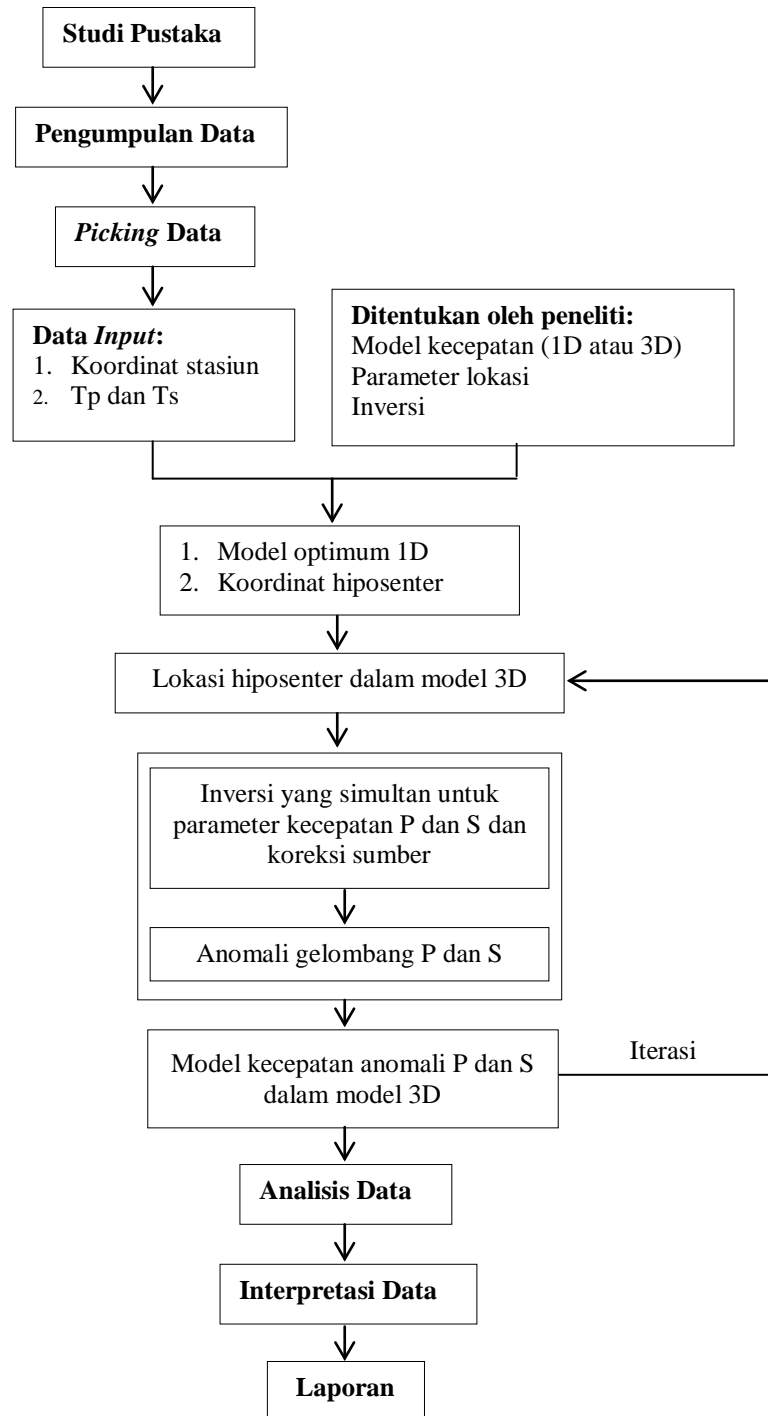 Studi Pustaka
Pengumpulan Data
Picking Data
Data Input:
1. Koordinat stasiun
2. Tp dan Ts
Ditentukan oleh peneliti:
Model kecepatan (1D atau 3D)
Parameter lokasi
Inversi
1. Model optimum 1D
2. Koordinat hiposenter
Lokasi hiposenter dalam model 3D
Inversi yang simultan untuk
parameter kecepatan P dan S dan
koreksi sumber
Anomali gelombang P dan S
Model kecepatan anomali P dan S
dalam model 3D
Iterasi
Analisis Data
Interpretasi Data
Laporan